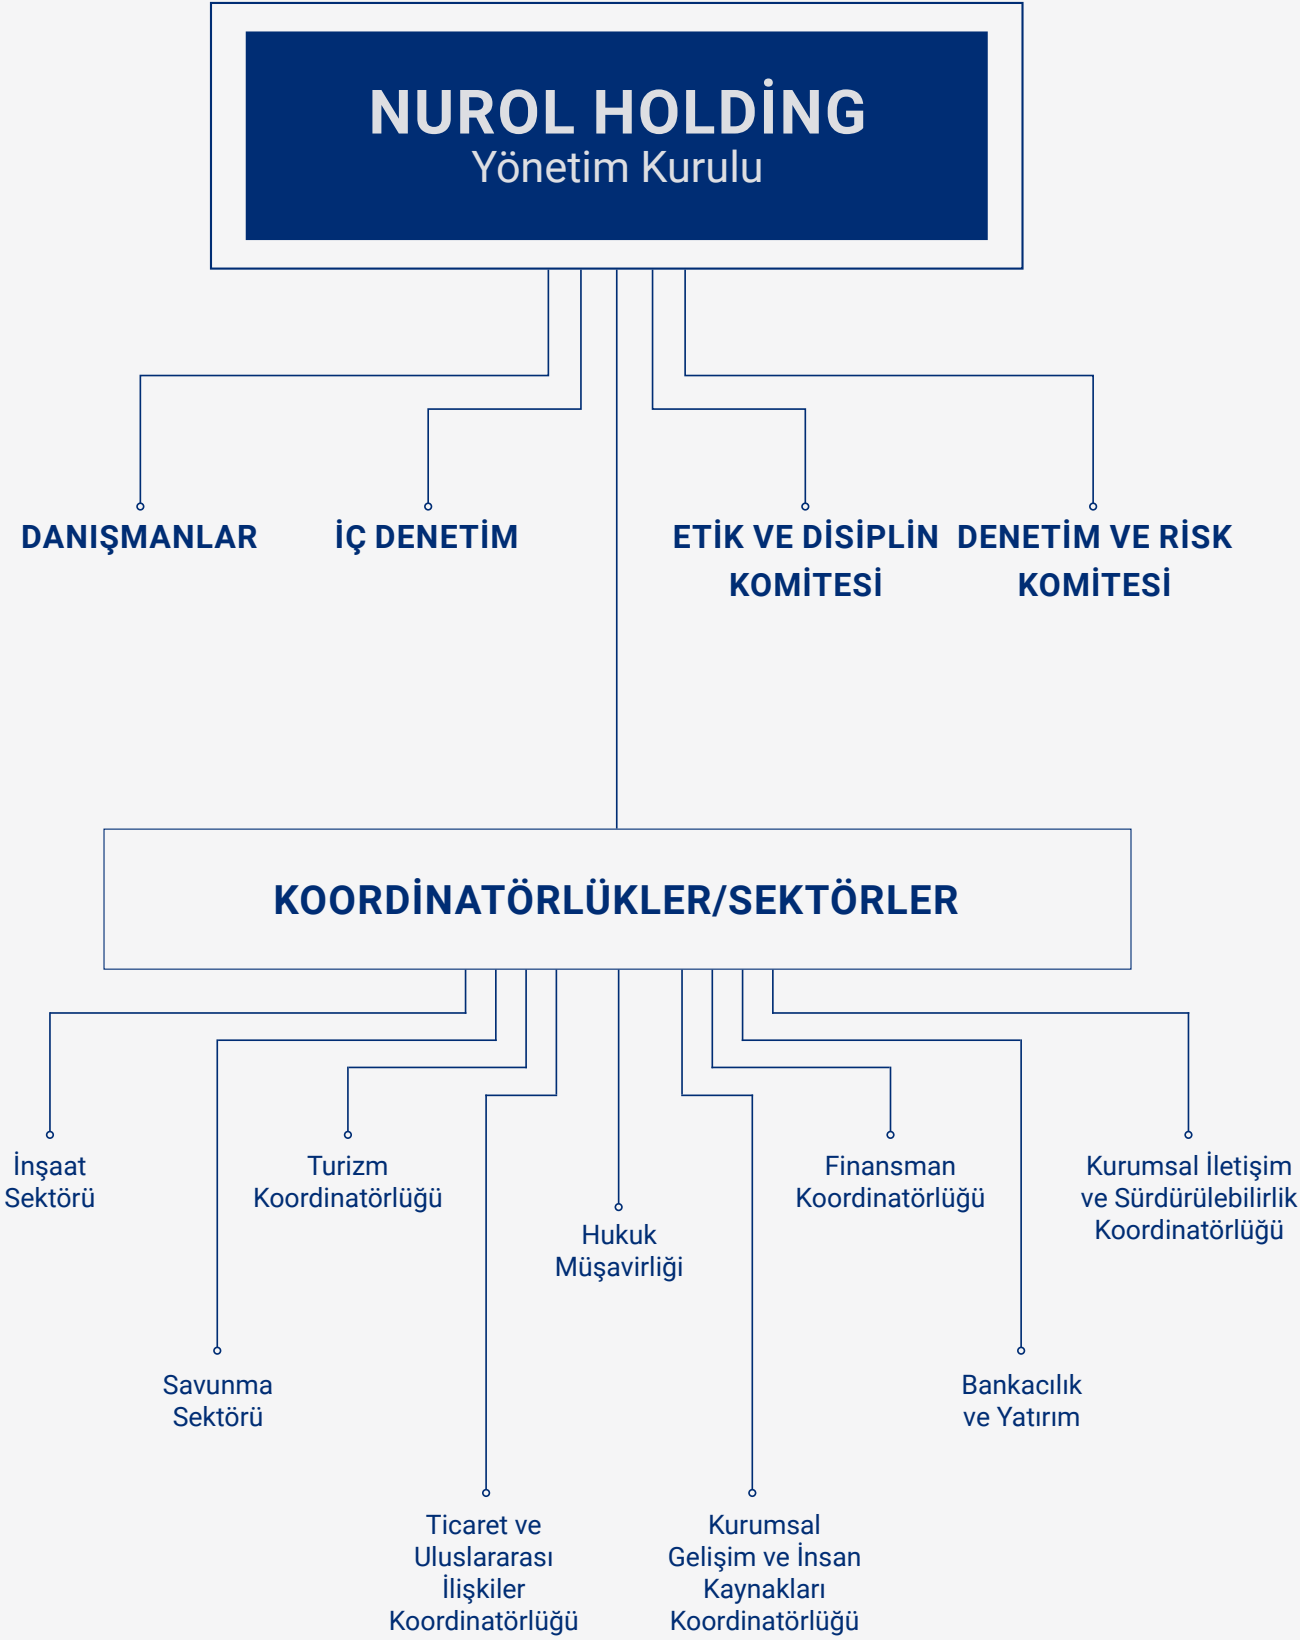 NUROL HOLDİNG
Yönetim Kurulu
DANIŞMANLAR
İÇ DENETİM
ETİK VE DİSİPLİN
KOMİTESİ
DENETİM VE RİSK
KOMİTESİ
KOORDİNATÖRLÜKLER/SEKTÖRLER
İnşaat
Sektörü
Turizm
Koordinatörlüğü
Hukuk
Müşavirliği
Finansman
Koordinatörlüğü
Kurumsal İletişim
ve Sürdürülebilirlik
Koordinatörlüğü
Savunma
Sektörü
Bankacılık
ve Yatırım
Ticaret ve
Uluslararası
İlişkiler
Koordinatörlüğü
Kurumsal
Gelişim ve İnsan
Kaynakları
Koordinatörlüğü